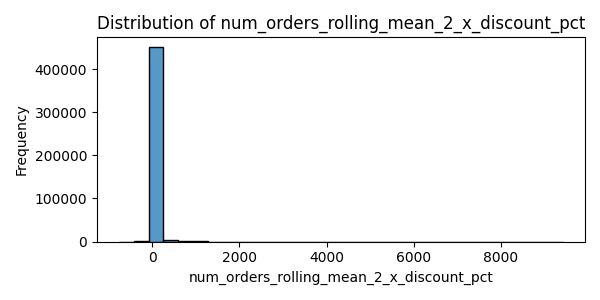 Distribution of num_orders_rolling_mean_2_x_discount_pct
400000
300000
200000
100000
0
Frequency
0 2000 4000 6000 8000
num_orders_rolling_mean_2_x_discount_pct